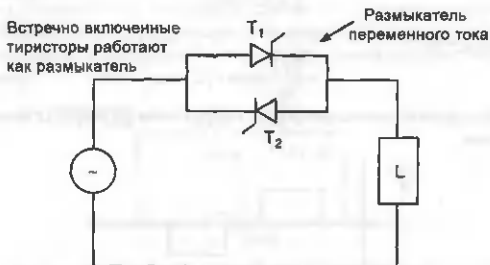 Встречно включенные
тиристоры работают
как размыкатель
Размыкатель
переменного тока
T₁
T₂
~
L